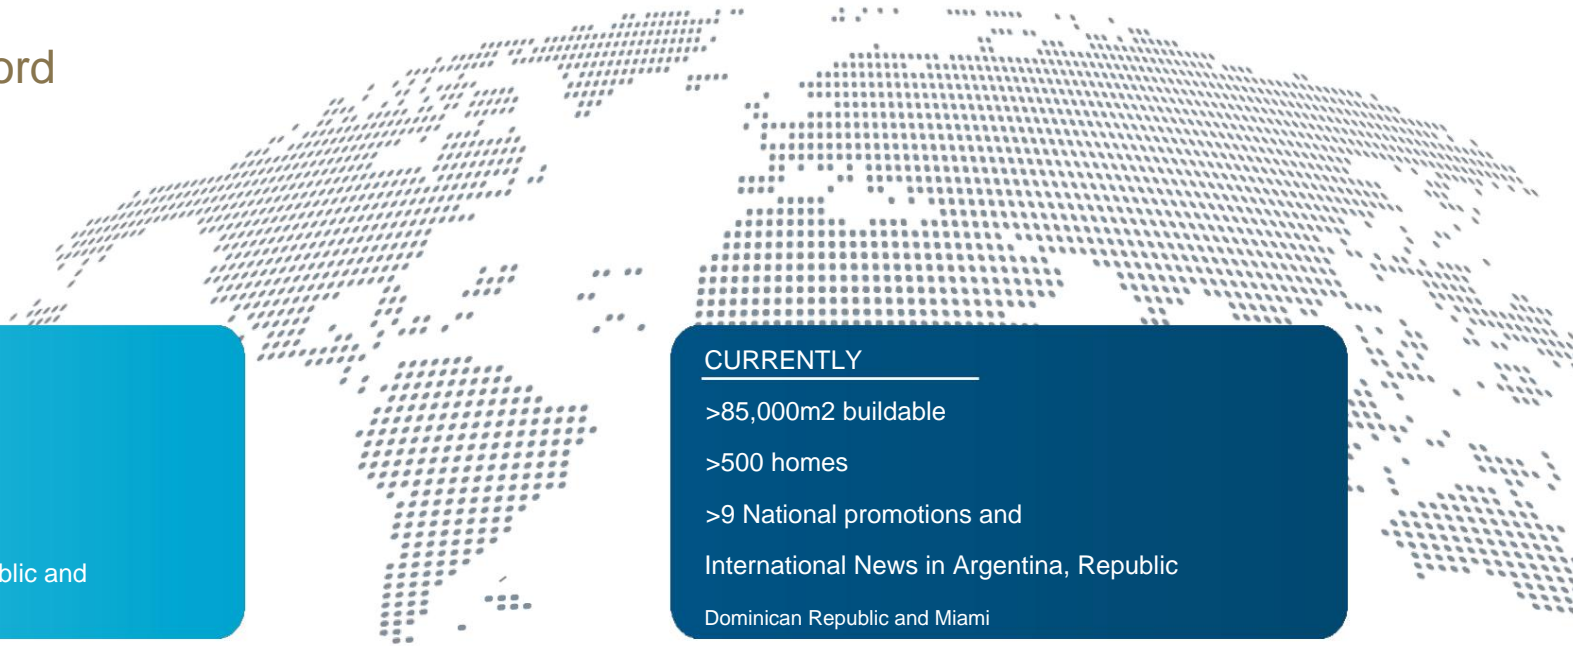 ord
blic and
CURRENTLY
>85,000m2 buildable
>500 homes
>9 National promotions and
International News in Argentina, Republic
Dominican Republic and Miami